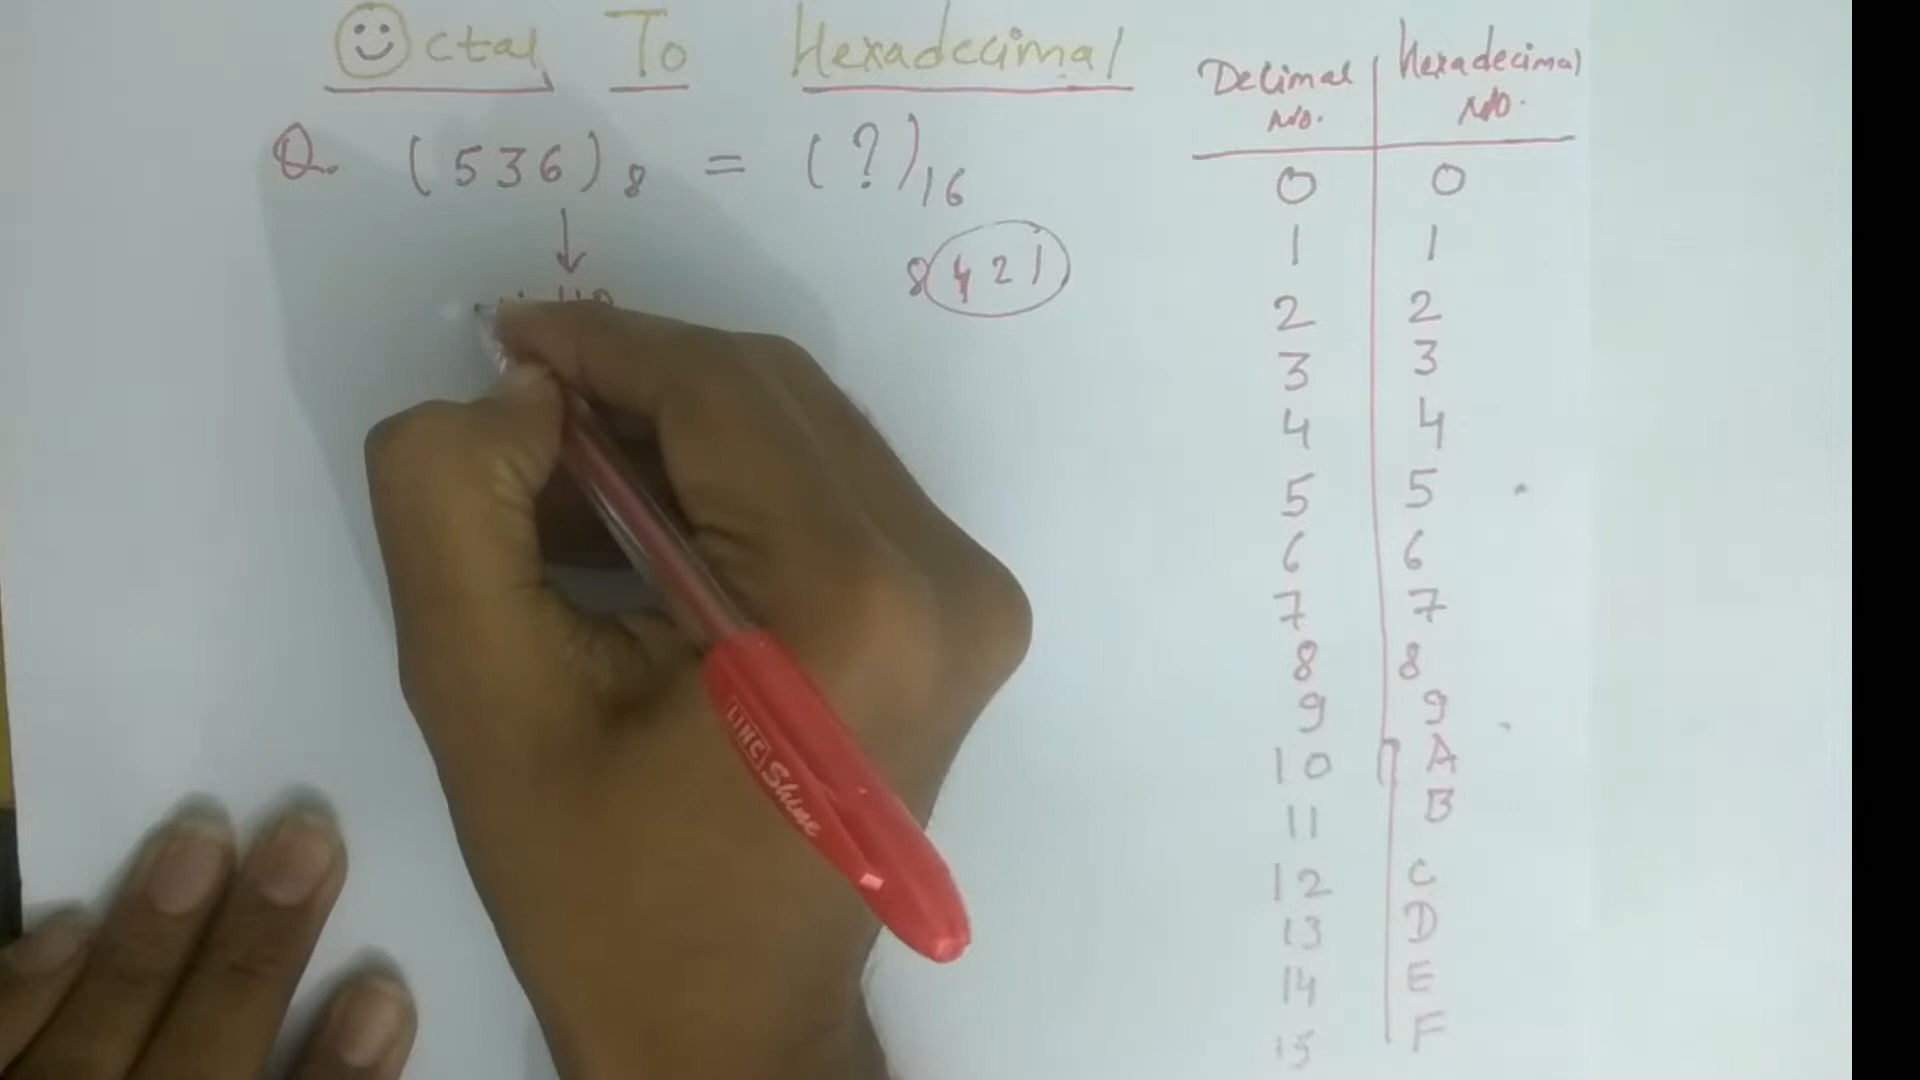 Octal To Hexadecimal
Q. (536)8 = (?)16
8 4 2 1
110
Decimal No. Hexadecimal No.
0 0
1 1
2 2
3 3
4 4
5 5
6 6
7 7
8 8
9 9
10 A
11 B
12 C
13 D
14 E
15 F
LINC Shine